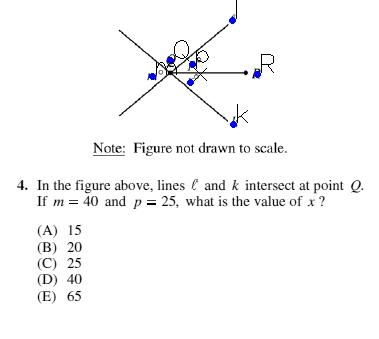 Q p
R
x
k
Note: Figure not drawn to scale.
4. In the figure above, lines ℓ and k intersect at point Q.
If m = 40 and p = 25, what is the value of x ?
(A) 15
(B) 20
(C) 25
(D) 40
(E) 65